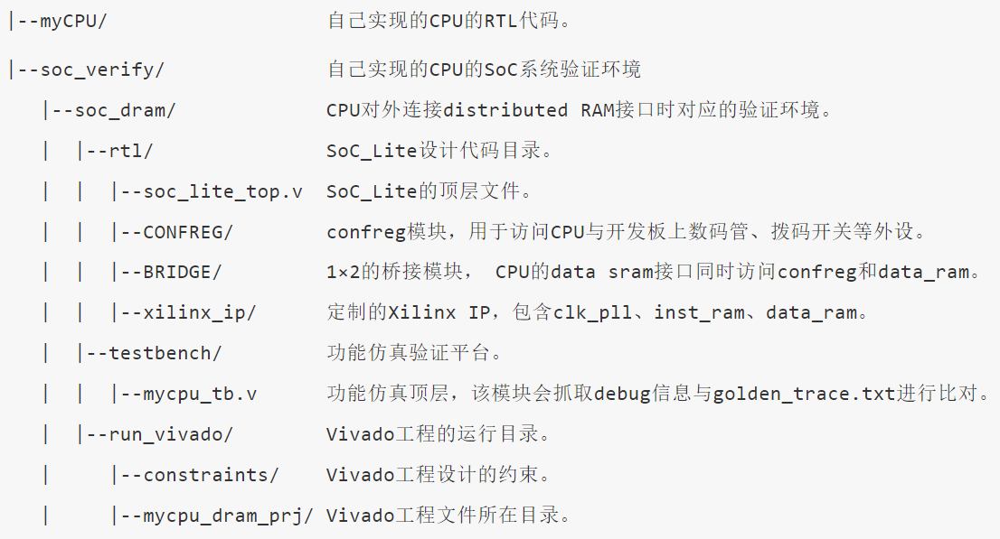 |--myCPU/                    自己实现的CPU的RTL代码。
|--soc_verify/               自己实现的CPU的SoC系统验证环境
   |--soc_dram/              CPU对外连接distributed RAM接口时对应的验证环境。
   |  |--rtl/                SoC_Lite设计代码目录。
   |  |  |--soc_lite_top.v   SoC_Lite的顶层文件。
   |  |  |--CONFREG/         confreg模块，用于访问CPU与开发板上数码管、拨码开关等外设。
   |  |  |--BRIDGE/          1×2的桥接模块， CPU的data sram接口同时访问confreg和data_ram。
   |  |  |--xilinx_ip/       定制的Xilinx IP，包含clk_pll、inst_ram、data_ram。
   |  |--testbench/          功能仿真验证平台。
   |  |  |--mycpu_tb.v       功能仿真顶层，该模块会抓取debug信息与golden_trace.txt进行比对。
   |  |--run_vivado/         Vivado工程的运行目录。
   |     |--constraints/     Vivado工程设计的约束。
   |     |--mycpu_dram_prj/  Vivado工程文件所在目录。